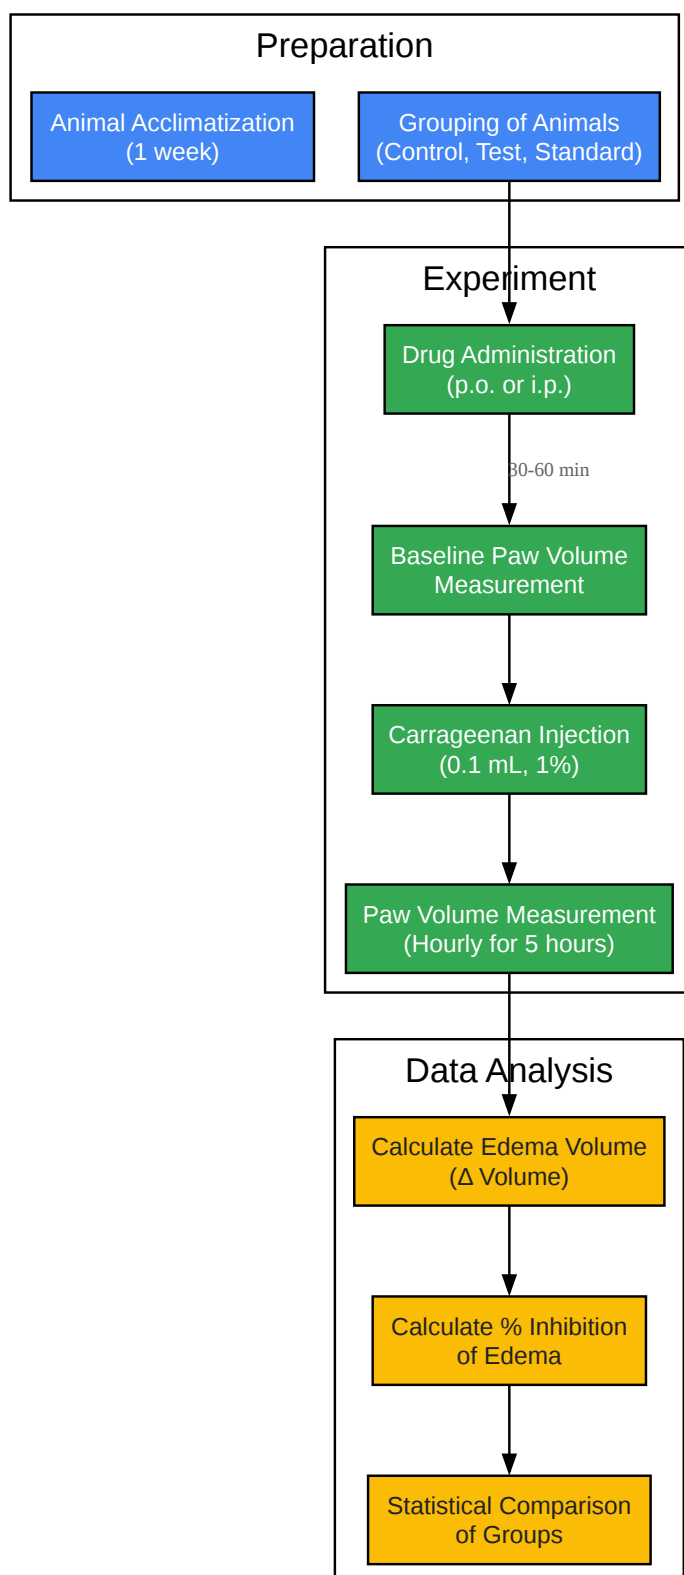 Preparation
Animal Acclimatization
(1 week)
Grouping of Animals
(Control, Test, Standard)
Experiment
Drug Administration
(p.o. or i.p.)
30-60 min
Baseline Paw Volume
Measurement
Carrageenan Injection
(0.1 mL, 1%)
Paw Volume Measurement
(Hourly for 5 hours)
Data Analysis
Calculate Edema Volume
(Δ Volume)
Calculate % Inhibition
of Edema
Statistical Comparison
of Groups